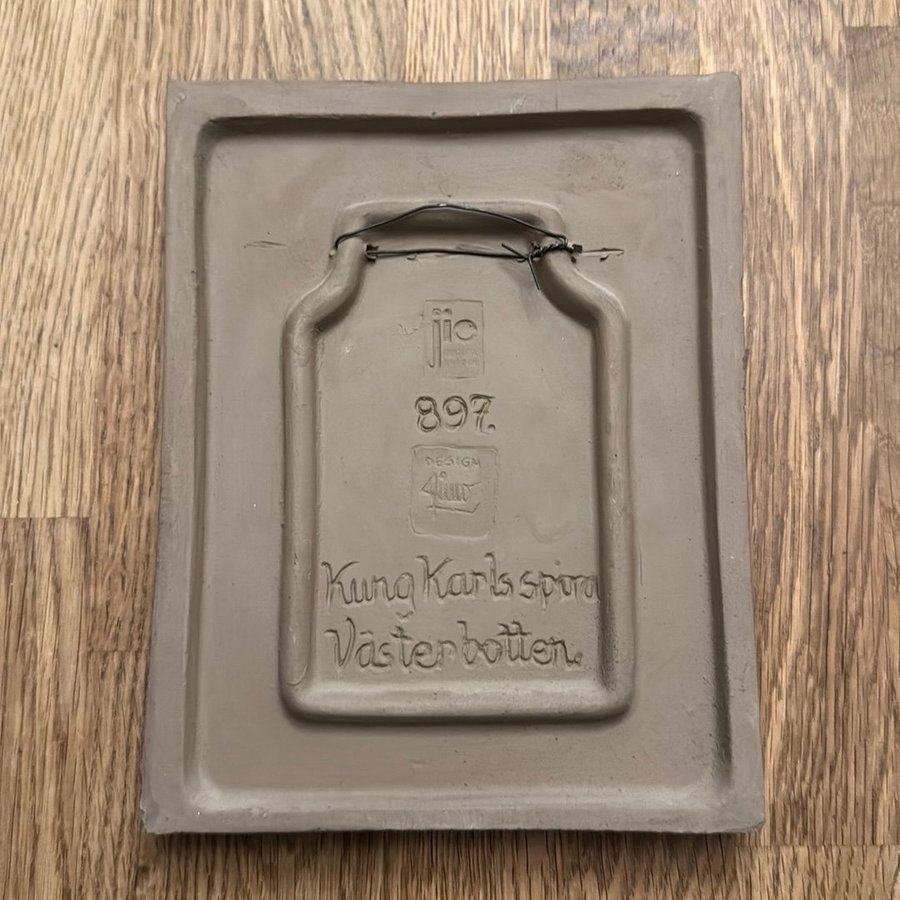 jie
897.
DESIGN
Kung Karls spira
Västerbotten.